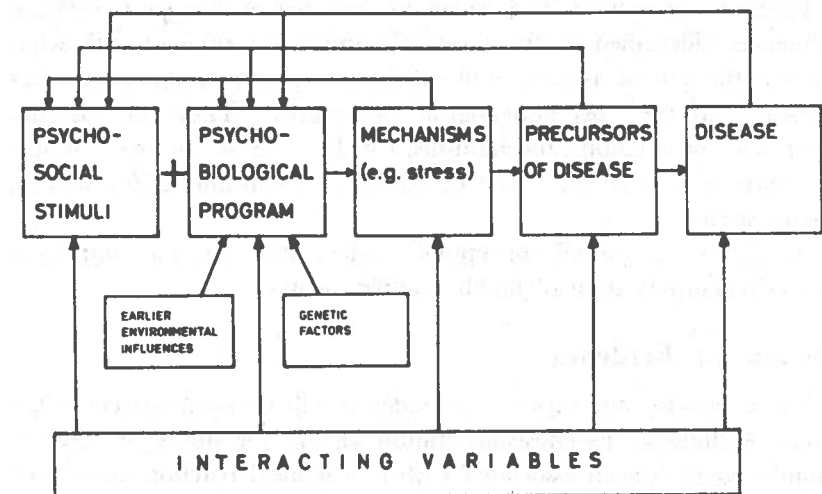 PSYCHO-
SOCIAL
STIMULI
+
PSYCHO-
BIOLOGICAL
PROGRAM
MECHANISMS
(e.g. stress)
PRECURSORS
OF DISEASE
DISEASE
EARLIER
ENVIRONMENTAL
INFLUENCES
GENETIC
FACTORS
INTERACTING VARIABLES